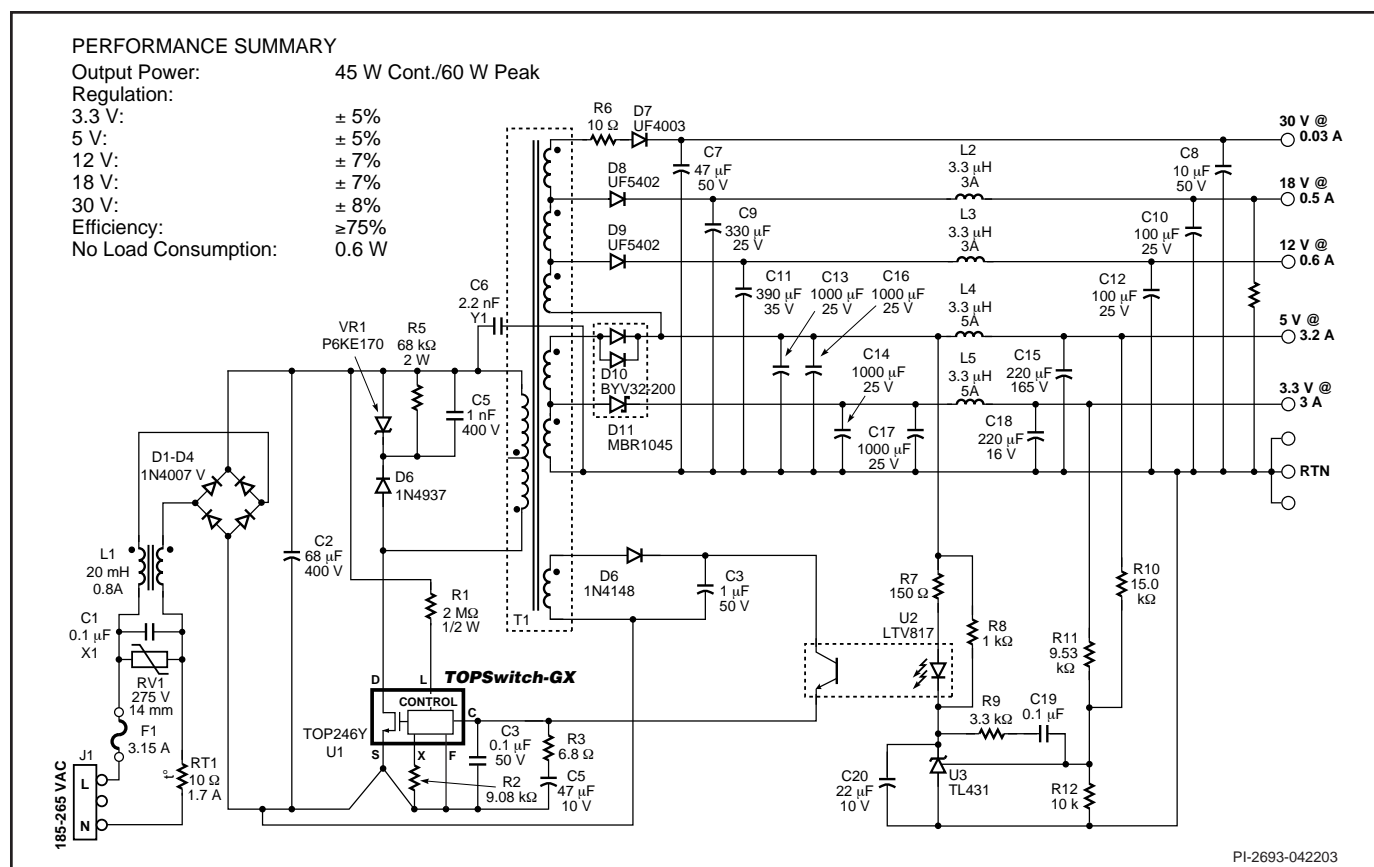 PERFORMANCE SUMMARY
Output Power: 45 W Cont./60 W Peak
Regulation:
3.3 V: ± 5%
5 V: ± 5%
12 V: ± 7%
18 V: ± 7%
30 V: ± 8%
Efficiency: ≥75%
No Load Consumption: 0.6 W
R6
10 Ω
D7
UF4003
C7
47 µF
50 V
L2
3.3 µH
3A
C8
10 µF
50 V
30 V @
0.03 A
D8
UF5402
18 V @
0.5 A
C9
330 µF
25 V
L3
3.3 µH
3A
C10
100 µF
25 V
D9
UF5402
12 V @
0.6 A
C11
390 µF
35 V
C13
1000 µF
25 V
C16
1000 µF
25 V
L4
3.3 µH
5A
C12
100 µF
25 V
C6
2.2 nF
Y1
VR1
P6KE170
R5
68 kΩ
2 W
5 V @
3.2 A
D10
BYV32-200
C14
1000 µF
25 V
L5
3.3 µH
5A
C15
220 µF
165 V
C5
1 nF
400 V
3.3 V @
3 A
D11
MBR1045
C17
1000 µF
25 V
C18
220 µF
16 V
D1-D4
1N4007 V
D6
1N4937
RTN
L1
20 mH
0.8A
C2
68 µF
400 V
D6
1N4148
C3
1 µF
50 V
R7
150 Ω
R10
15.0
kΩ
R1
2 MΩ
1/2 W
T1
C1
0.1 µF
X1
U2
LTV817
R8
1 kΩ
R11
9.53
kΩ
RV1
275 V
14 mm
TOPSwitch-GX
D
L
CONTROL
C
TOP246Y
U1
S
X
F
C3
0.1 µF
50 V
R3
6.8 Ω
R9
3.3 kΩ
C19
0.1 µF
F1
3.15 A
J1
RT1
10 Ω
1.7 A
t°
R2
9.08 kΩ
C5
47 µF
10 V
C20
22 µF
10 V
U3
TL431
R12
10 k
185-265 VAC
L
N
PI-2693-042203